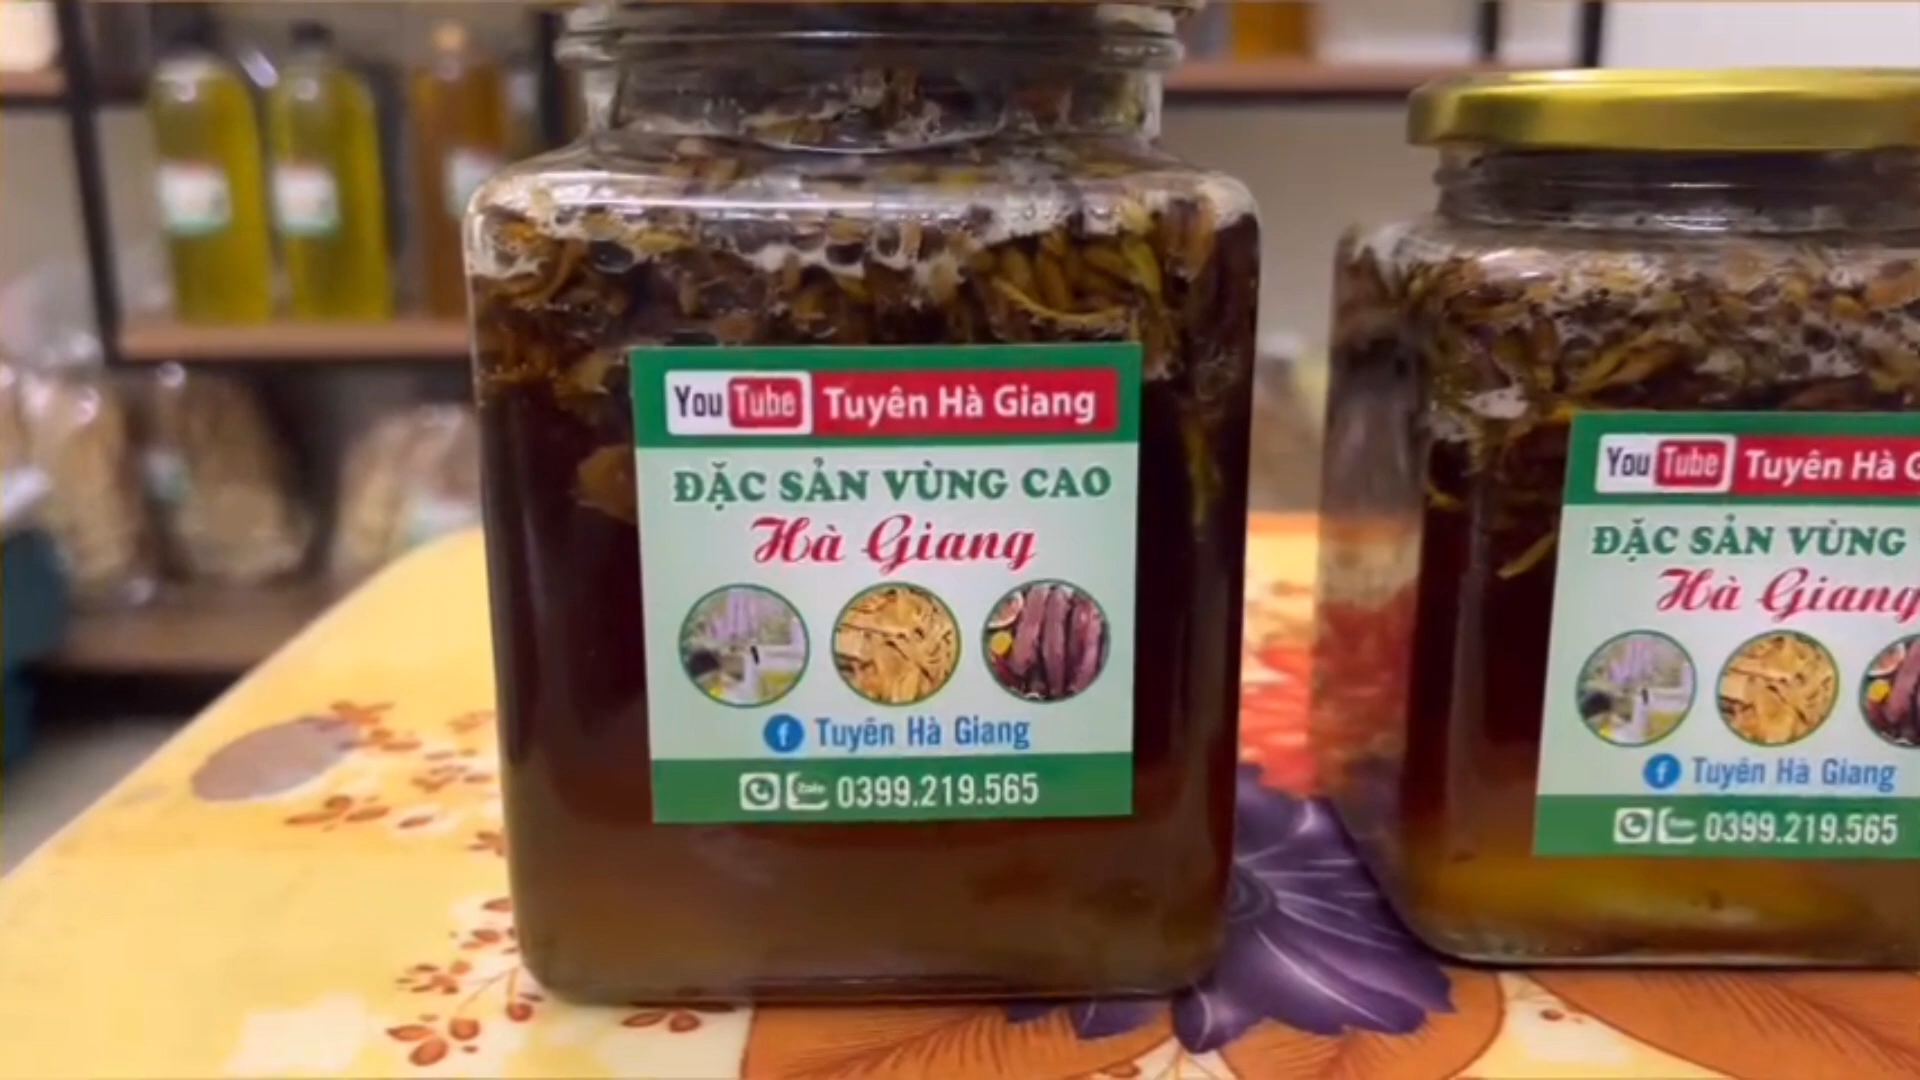 YouTube Tuyên Hà Giang
ĐẶC SẢN VÙNG CAO
Hà Giang
Tuyên Hà Giang
Zalo 0399.219.565
YouTube Tuyên Hà
ĐẶC SẢN VÙNG
Hà Giang
Tuyên Hà Giang
0399.219.565